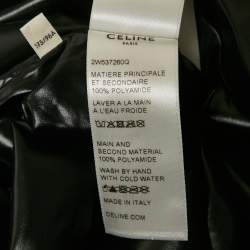 CELINE
PARIS
2W537260Q
MATIERE PRINCIPALE
ET SECONDAIRE
100% POLYAMIDE
LAVER A LA MAIN
A L'EAU FROIDE
MAIN AND
SECOND MATERIAL
100% POLYAMIDE
WASH BY HAND
WITH COLD WATER
MADE IN ITALY
CELINE.COM